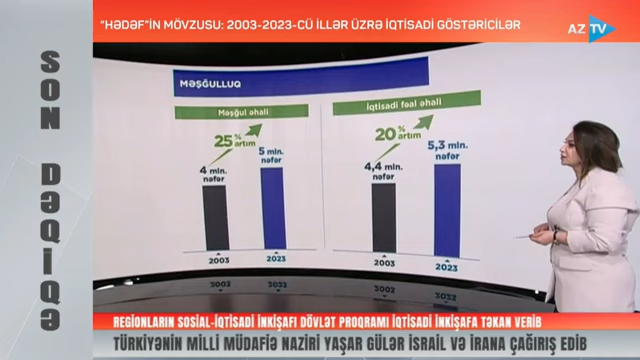 "HƏDƏF"İN MÖVZUSU: 2003-2023-CÜ İLLƏR ÜZRƏ İQTİSADİ GÖSTƏRİCİLƏR
AZTV
SON DƏQİQƏ
MƏŞĞULLUQ
Məşğul əhali
25 % artım
4 mln. nəfər
5 mln. nəfər
2003
2023
İqtisadi fəal əhali
20 % artım
4,4 mln. nəfər
5,3 mln. nəfər
2003
2023
REGİONLARIN SOSİAL-İQTİSADİ İNKİŞAFI DÖVLƏT PROQRAMI İQTİSADİ İNKİŞAFA TƏKAN VERİB
TÜRKİYƏNİN MİLLİ MÜDAFİƏ NAZİRİ YAŞAR GÜLƏR İSRAİL VƏ İRANA ÇAĞIRIŞ EDİB